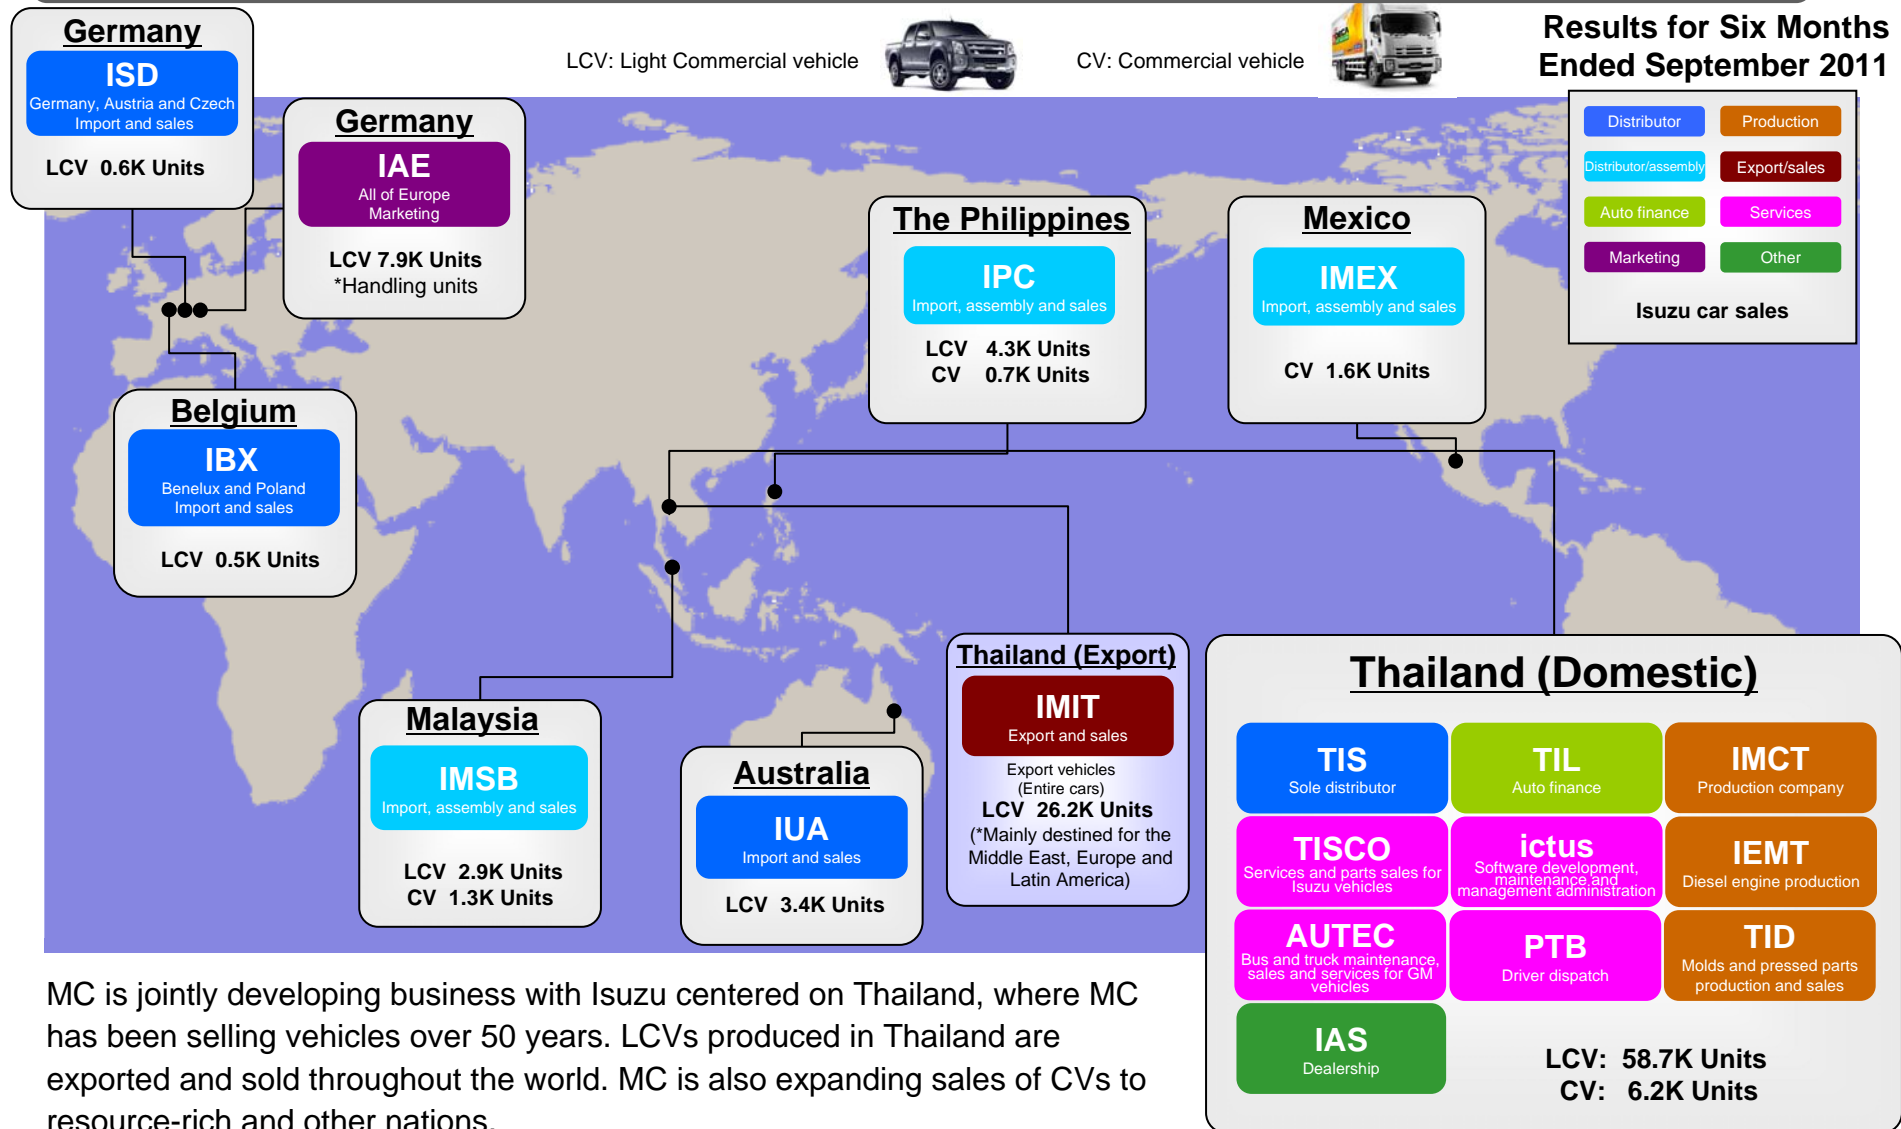 Results for Six Months
Ended September 2011
LCV: Light Commercial vehicle
CV: Commercial vehicle
Germany
ISD
Germany, Austria and Czech
Import and sales
LCV 0.6K Units
Germany
IAE
All of Europe
Marketing
LCV 7.9K Units
*Handling units
The Philippines
IPC
Import, assembly and sales
LCV 4.3K Units
CV 0.7K Units
Mexico
IMEX
Import, assembly and sales
CV 1.6K Units
Distributor
Production
Distributor/assembly
Export/sales
Auto finance
Services
Marketing
Other
Isuzu car sales
Belgium
IBX
Benelux and Poland
Import and sales
LCV 0.5K Units
Malaysia
IMSB
Import, assembly and sales
LCV 2.9K Units
CV 1.3K Units
Australia
IUA
Import and sales
LCV 3.4K Units
Thailand (Export)
IMIT
Export and sales
Export vehicles
(Entire cars)
LCV 26.2K Units
(*Mainly destined for the
Middle East, Europe and
Latin America)
Thailand (Domestic)
TIS
Sole distributor
TIL
Auto finance
IMCT
Production company
TISCO
Services and parts sales for
Isuzu vehicles
ictus
Software development,
maintenance and
management administration
IEMT
Diesel engine production
AUTEC
Bus and truck maintenance,
sales and services for GM
vehicles
PTB
Driver dispatch
TID
Molds and pressed parts
production and sales
IAS
Dealership
LCV: 58.7K Units
CV: 6.2K Units
MC is jointly developing business with Isuzu centered on Thailand, where MC
has been selling vehicles over 50 years. LCVs produced in Thailand are
exported and sold throughout the world. MC is also expanding sales of CVs to
resource-rich and other nations.